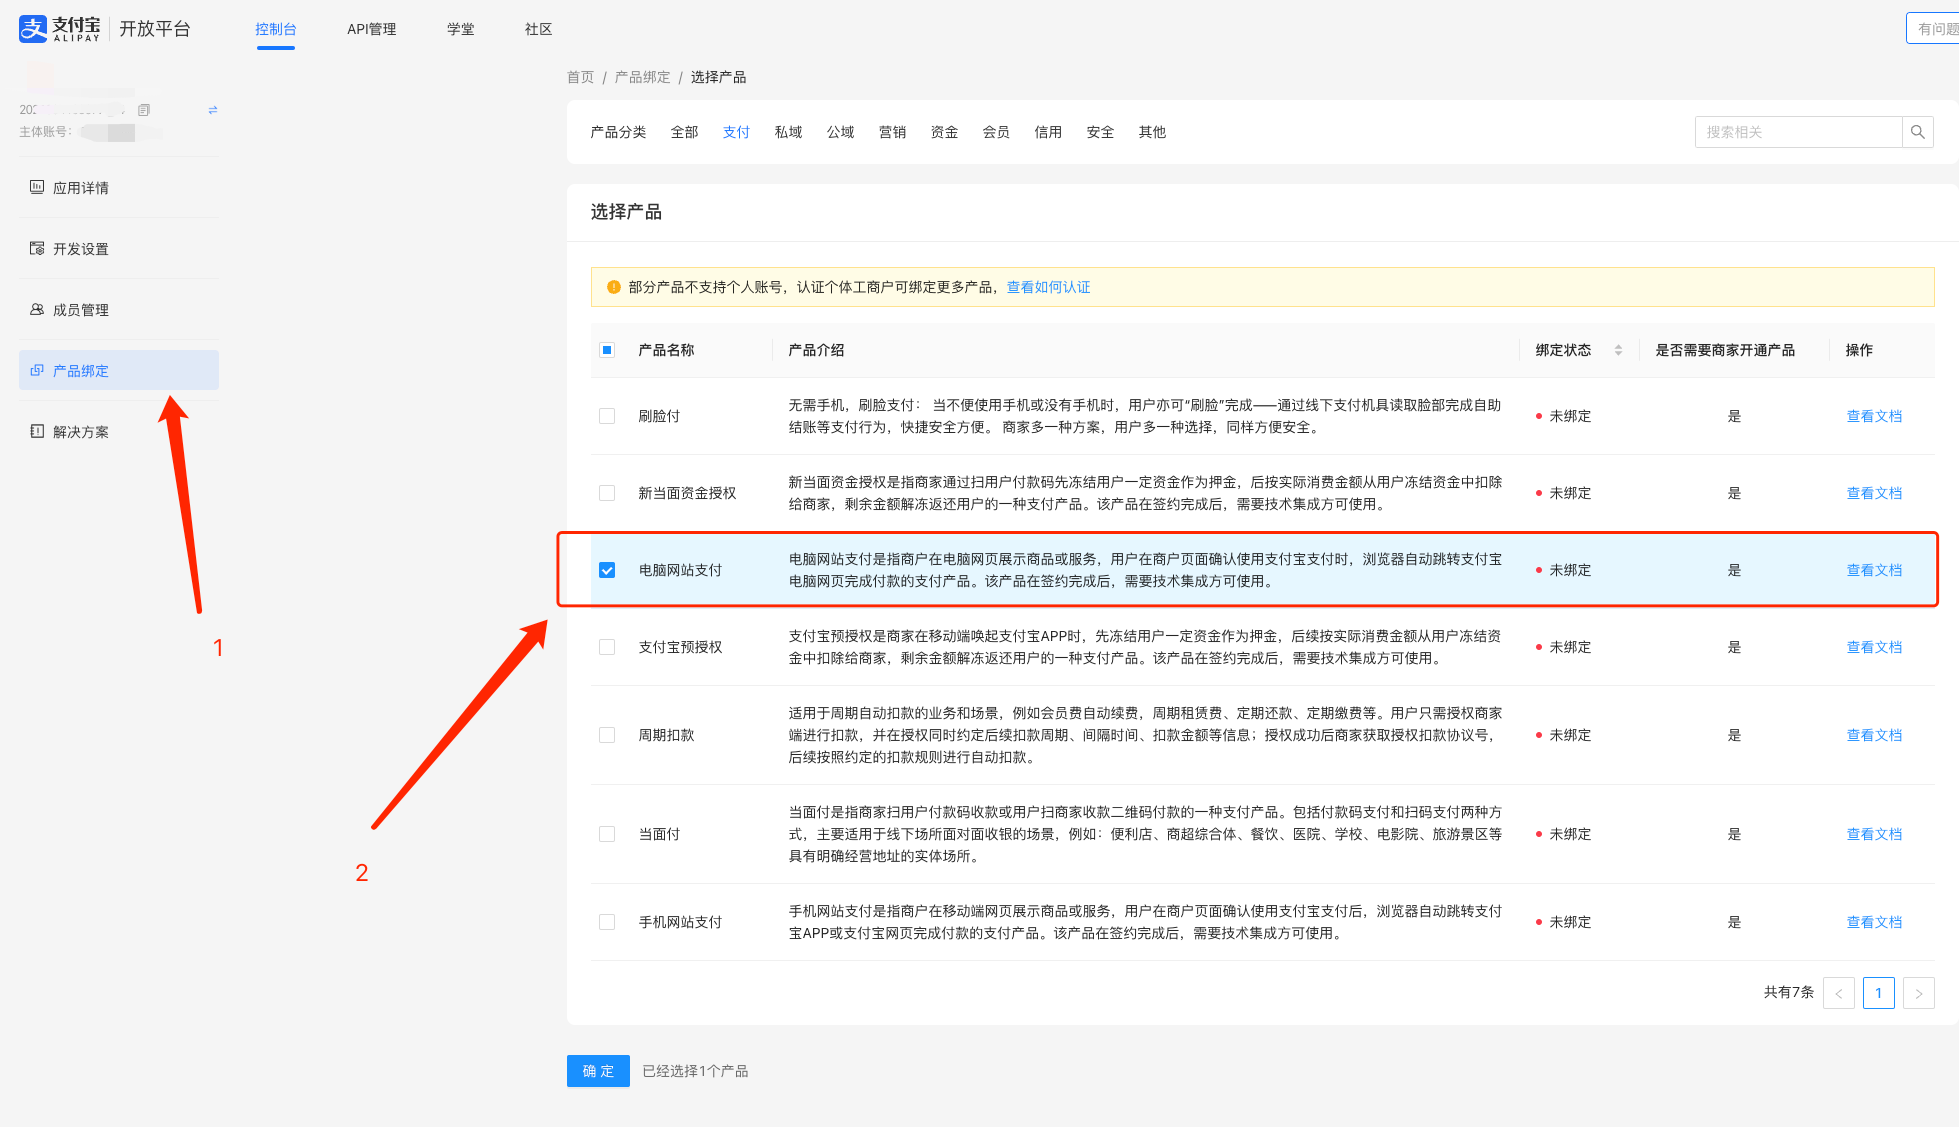 支付宝 ALIPAY 开放平台 控制台 API管理 学堂 社区 有问题
首页 / 产品绑定 / 选择产品
主体账号:
应用详情
开发设置
成员管理
产品绑定
解决方案
1
2
产品分类 全部 支付 私域 公域 营销 资金 会员 信用 安全 其他 搜索相关
选择产品
部分产品不支持个人账号，认证个体工商户可绑定更多产品，查看如何认证
产品名称 产品介绍 绑定状态 是否需要商家开通产品 操作
刷脸付
无需手机，刷脸支付： 当不便使用手机或没有手机时，用户亦可“刷脸”完成——通过线下支付机具读取脸部完成自助
结账等支付行为，快捷安全方便。 商家多一种方案，用户多一种选择，同样方便安全。
未绑定 是 查看文档
新当面资金授权
新当面资金授权是指商家通过扫用户付款码先冻结用户一定资金作为押金，后按实际消费金额从用户冻结资金中扣除
给商家，剩余金额解冻返还用户的一种支付产品。该产品在签约完成后，需要技术集成方可使用。
未绑定 是 查看文档
电脑网站支付
电脑网站支付是指商户在电脑网页展示商品或服务，用户在商户页面确认使用支付宝支付时，浏览器自动跳转支付宝
电脑网页完成付款的支付产品。该产品在签约完成后，需要技术集成方可使用。
未绑定 是 查看文档
支付宝预授权
支付宝预授权是商家在移动端唤起支付宝APP时，先冻结用户一定资金作为押金，后续按实际消费金额从用户冻结资
金中扣除给商家，剩余金额解冻返还用户的一种支付产品。该产品在签约完成后，需要技术集成方可使用。
未绑定 是 查看文档
周期扣款
适用于周期自动扣款的业务和场景，例如会员费自动续费，周期租赁费、定期还款、定期缴费等。用户只需授权商家
端进行扣款，并在授权同时约定后续扣款周期、间隔时间、扣款金额等信息；授权成功后商家获取授权扣款协议号，
后续按照约定的扣款规则进行自动扣款。
未绑定 是 查看文档
当面付
当面付是指商家扫用户付款码收款或用户扫商家收款二维码付款的一种支付产品。包括付款码支付和扫码支付两种方
式，主要适用于线下场所面对面收银的场景，例如：便利店、商超综合体、餐饮、医院、学校、电影院、旅游景区等
具有明确经营地址的实体场所。
未绑定 是 查看文档
手机网站支付
手机网站支付是指商户在移动端网页展示商品或服务，用户在商户页面确认使用支付宝支付后，浏览器自动跳转支付
宝APP或支付宝网页完成付款的支付产品。该产品在签约完成后，需要技术集成方可使用。
未绑定 是 查看文档
共有7条 < 1 >
确 定 已经选择1个产品